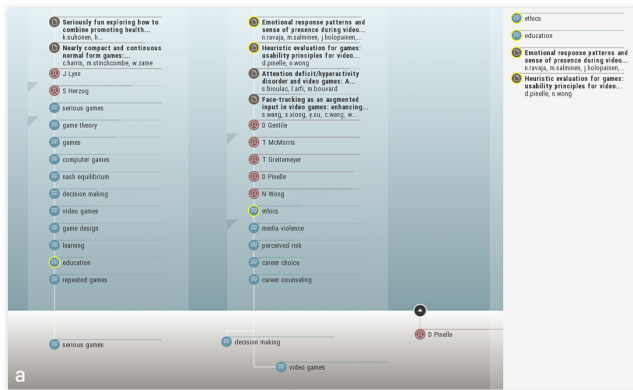 Seriously fun exploring how to
combine promoting health...
k.suhonen, h...
Nearly compact and continuous
normal form games:...
c.harris, m.stinchcombe, w.zame
J Lynn
S Herzog
serious games
game theory
games
computer games
nash equilibrium
decision making
video games
game design
learning
education
repeated games
serious games
Emotional response patterns and
sense of presence during video...
n.ravaja, m.salminen, j.holopainen,...
Heuristic evaluation for games:
usability principles for video...
d.pinelle, n.wong
Attention deficit/hyperactivity
disorder and video games: A...
s.bioulac, l.arfi, m.bouvard
Face-tracking as an augmented
input in video games: enhancing...
s.wang, x.xiong, y.xu, c.wang, w...
D Gentile
T McMorris
T Greitemeyer
D Pinelle
N Wong
ethics
media violence
perceived risk
career choice
career counseling
decision making
video games
D Pinelle
ethics
education
Emotional response patterns and
sense of presence during video...
n.ravaja, m.salminen, j.holopainen,...
Heuristic evaluation for games:
usability principles for video...
d.pinelle, n.wong
a